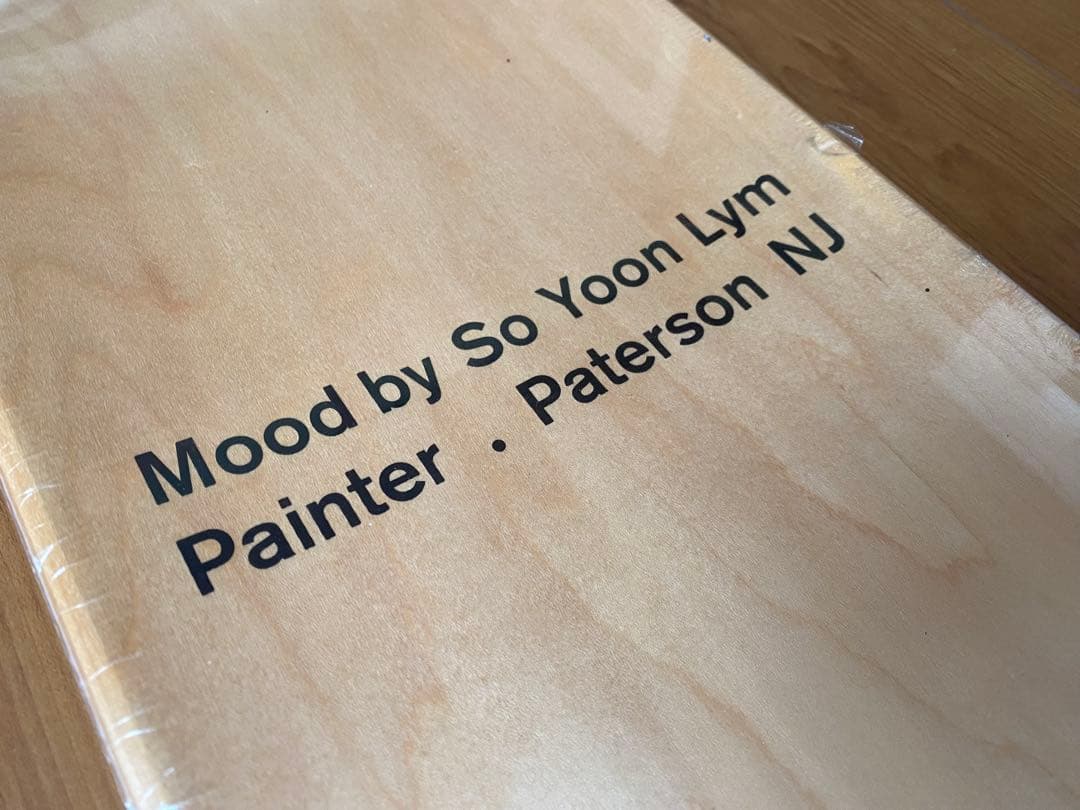 Mood by So Yoon Lym
Painter • Paterson NJ